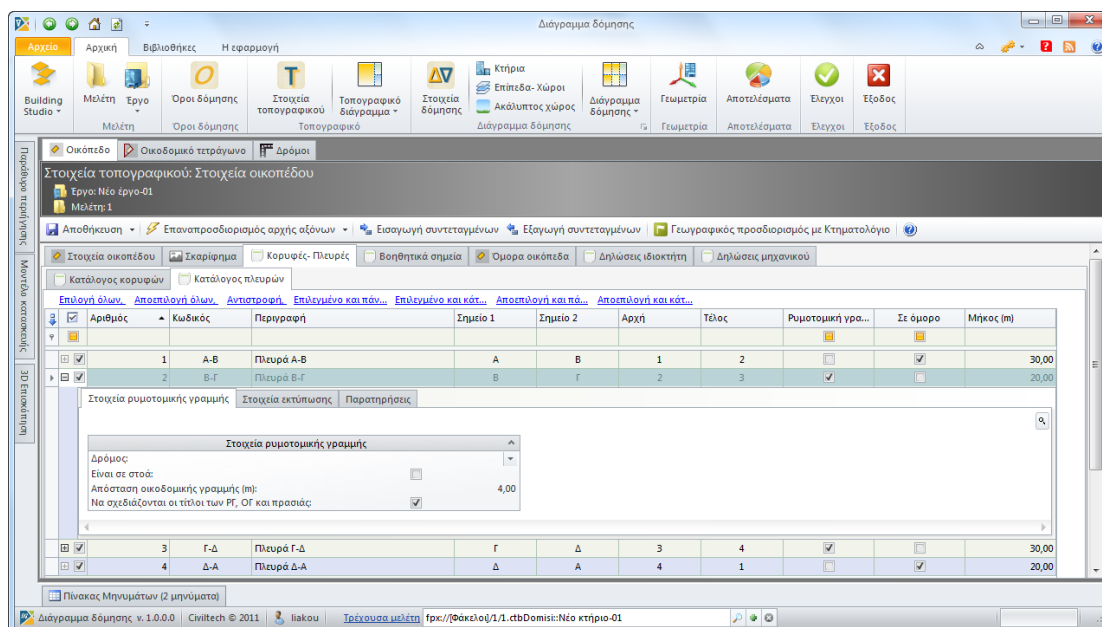 Διάγραμμα δόμησης
Αρχείο Αρχική Βιβλιοθήκες Η εφαρμογή
Building Studio
Μελέτη
Έργο
Όροι δόμησης
Στοιχεία τοπογραφικού
Τοπογραφικό διάγραμμα
Στοιχεία δόμησης
Κτήρια
Επίπεδα- Χώροι
Ακάλυπτος χώρος
Διάγραμμα δόμησης
Γεωμετρία
Αποτελέσματα
Έλεγχοι
Έξοδος
Μελέτη Όροι δόμησης Τοπογραφικό Διάγραμμα δόμησης Γεωμετρία Αποτελέσματα Έλεγχοι Έξοδος
Παράθυρο περιήγησης
Μοντέλο κατασκευής
3D Επισκόπηση
Οικόπεδο Οικοδομικό τετράγωνο Δρόμοι
Στοιχεία τοπογραφικού: Στοιχεία οικοπέδου
Έργο: Νέο έργο-01
Μελέτη: 1
Αποθήκευση Επαναπροσδιορισμός αρχής αξόνων Εισαγωγή συντεταγμένων Εξαγωγή συντεταγμένων Γεωγραφικός προσδιορισμός με Κτηματολόγιο
Στοιχεία οικοπέδου Σκαρίφημα Κορυφές- Πλευρές Βοηθητικά σημεία Όμορα οικόπεδα Δηλώσεις ιδιοκτήτη Δηλώσεις μηχανικού
Κατάλογος κορυφών Κατάλογος πλευρών
Επιλογή όλων, Αποεπιλογή όλων, Αντιστροφή, Επιλεγμένο και πάν... Επιλεγμένο και κάτ... Αποεπιλογή και πά... Αποεπιλογή και κάτ...
Αριθμός Κωδικός Περιγραφή Σημείο 1 Σημείο 2 Αρχή Τέλος Ρυμοτομική γρα... Σε όμορο Μήκος (m)
1 Α-Β Πλευρά Α-Β Α Β 1 2 30,00
2 Β-Γ Πλευρά Β-Γ Β Γ 2 3 20,00
Στοιχεία ρυμοτομικής γραμμής Στοιχεία εκτύπωσης Παρατηρήσεις
Στοιχεία ρυμοτομικής γραμμής
Δρόμος:
Είναι σε στοά:
Απόσταση οικοδομικής γραμμής (m): 4,00
Να σχεδιάζονται οι τίτλοι των ΡΓ, ΟΓ και πρασιάς:
3 Γ-Δ Πλευρά Γ-Δ Γ Δ 3 4 30,00
4 Δ-Α Πλευρά Δ-Α Δ Α 4 1 20,00
Πίνακας Μηνυμάτων (2 μηνύματα)
Διάγραμμα δόμησης v. 1.0.0.0 Civiltech © 2011 liakou Τρέχουσα μελέτη fpx://[Φάκελοι]/1/1.ctbDomisi::Νέο κτήριο-01